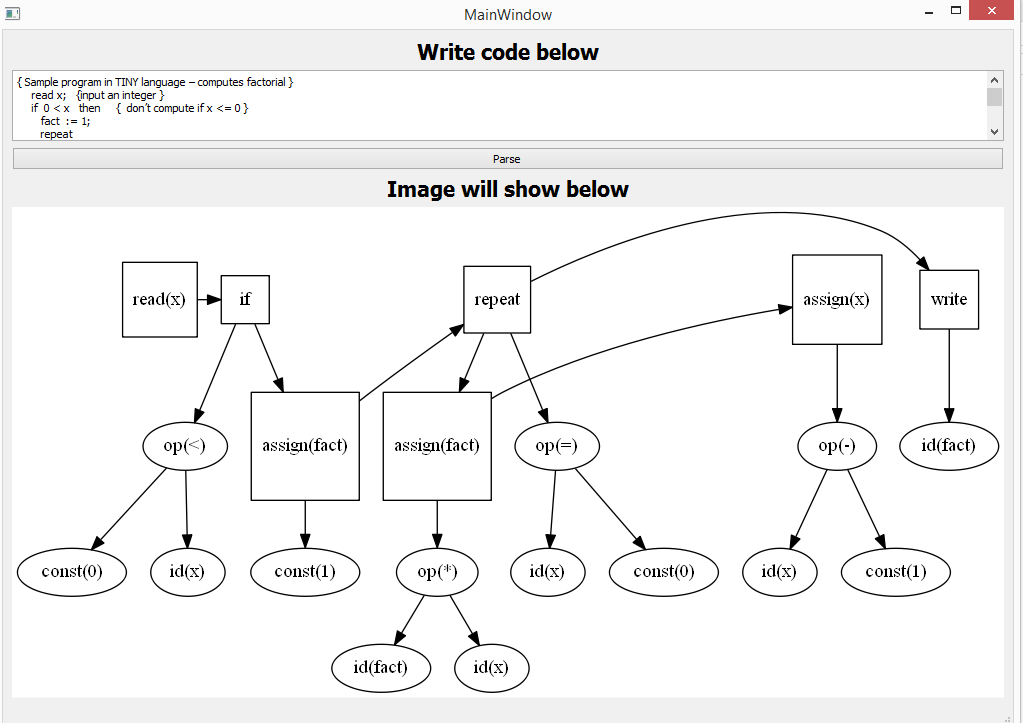 MainWindow
Write code below
{ Sample program in TINY language – computes factorial }
read x; {input an integer }
if 0 < x then { don't compute if x <= 0 }
fact := 1;
repeat
Parse
Image will show below
read(x) if repeat assign(x) write
op(<) assign(fact) assign(fact) op(=) op(-) id(fact)
const(0) id(x) const(1) op(*) id(x) const(0) id(x) const(1)
id(fact) id(x)